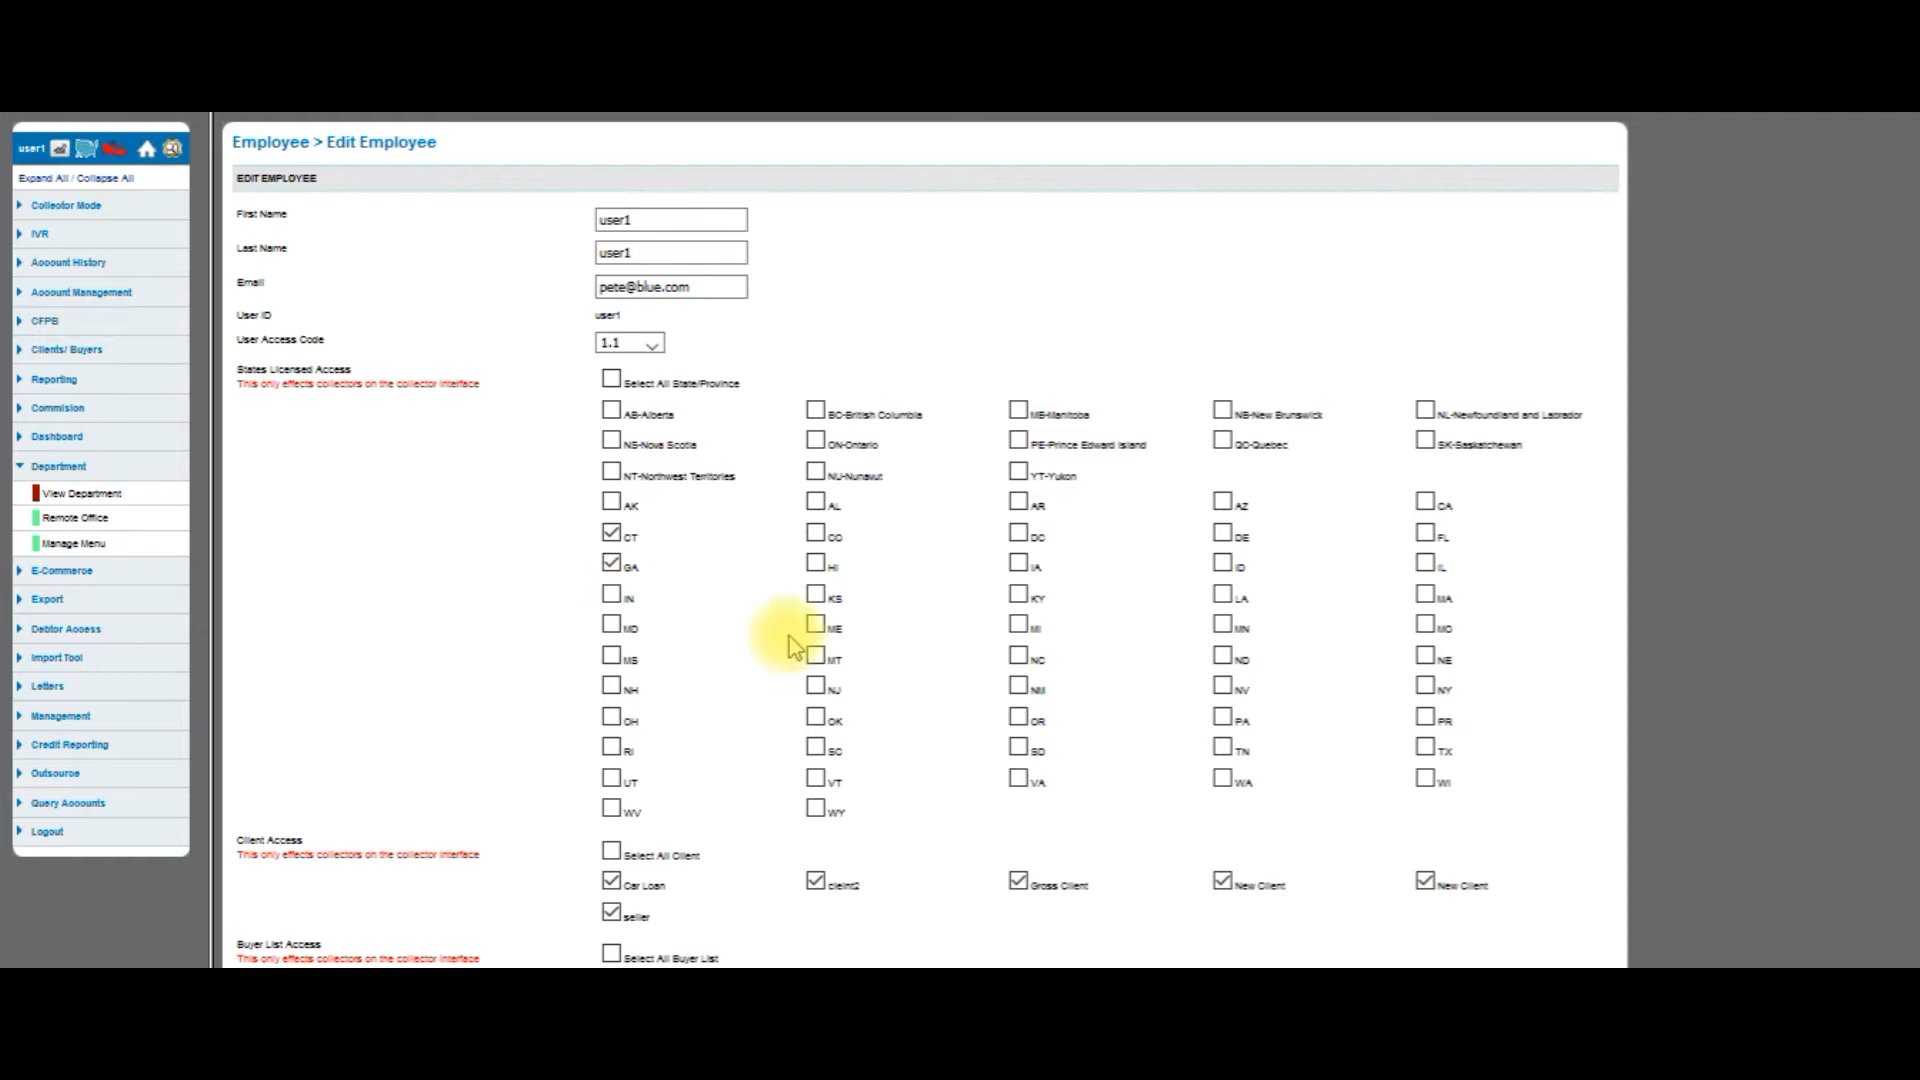 user1
Expand All / Collapse All
Collector Mode
IVR
Account History
Account Management
CFPB
Clients/ Buyers
Reporting
Commision
Dashboard
Department
View Department
Remote Office
Manage Menu
E-Commerce
Export
Debtor Access
Import Tool
Letters
Management
Credit Reporting
Outsource
Query Accounts
Logout
Employee > Edit Employee
EDIT EMPLOYEE
First Name user1
Last Name user1
Email pete@blue.com
User ID user1
User Access Code 1.1
States Licensed Access
This only effects collectors on the collector interface
Select All State/Province
AB-Alberta BC-British Columbia MB-Manitoba NB-New Brunswick NL-Newfoundland and Labrador
NS-Nova Scotia ON-Ontario PE-Prince Edward Island QC-Quebec SK-Saskatchewan
NT-Northwest Territories NU-Nunavut YT-Yukon
AK AL AR AZ CA
CT CO DC DE FL
GA HI IA ID IL
IN KS KY LA MA
MD ME MI MN MO
MS MT NC ND NE
NH NJ NM NV NY
OH OK OR PA PR
RI SC SD TN TX
UT VT VA WA WI
WV WY
Client Access
This only effects collectors on the collector interface
Select All Client
Car Loan cleint2 Gross Client New Client New Client
seller
Buyer List Access
This only effects collectors on the collector interface
Select All Buyer List